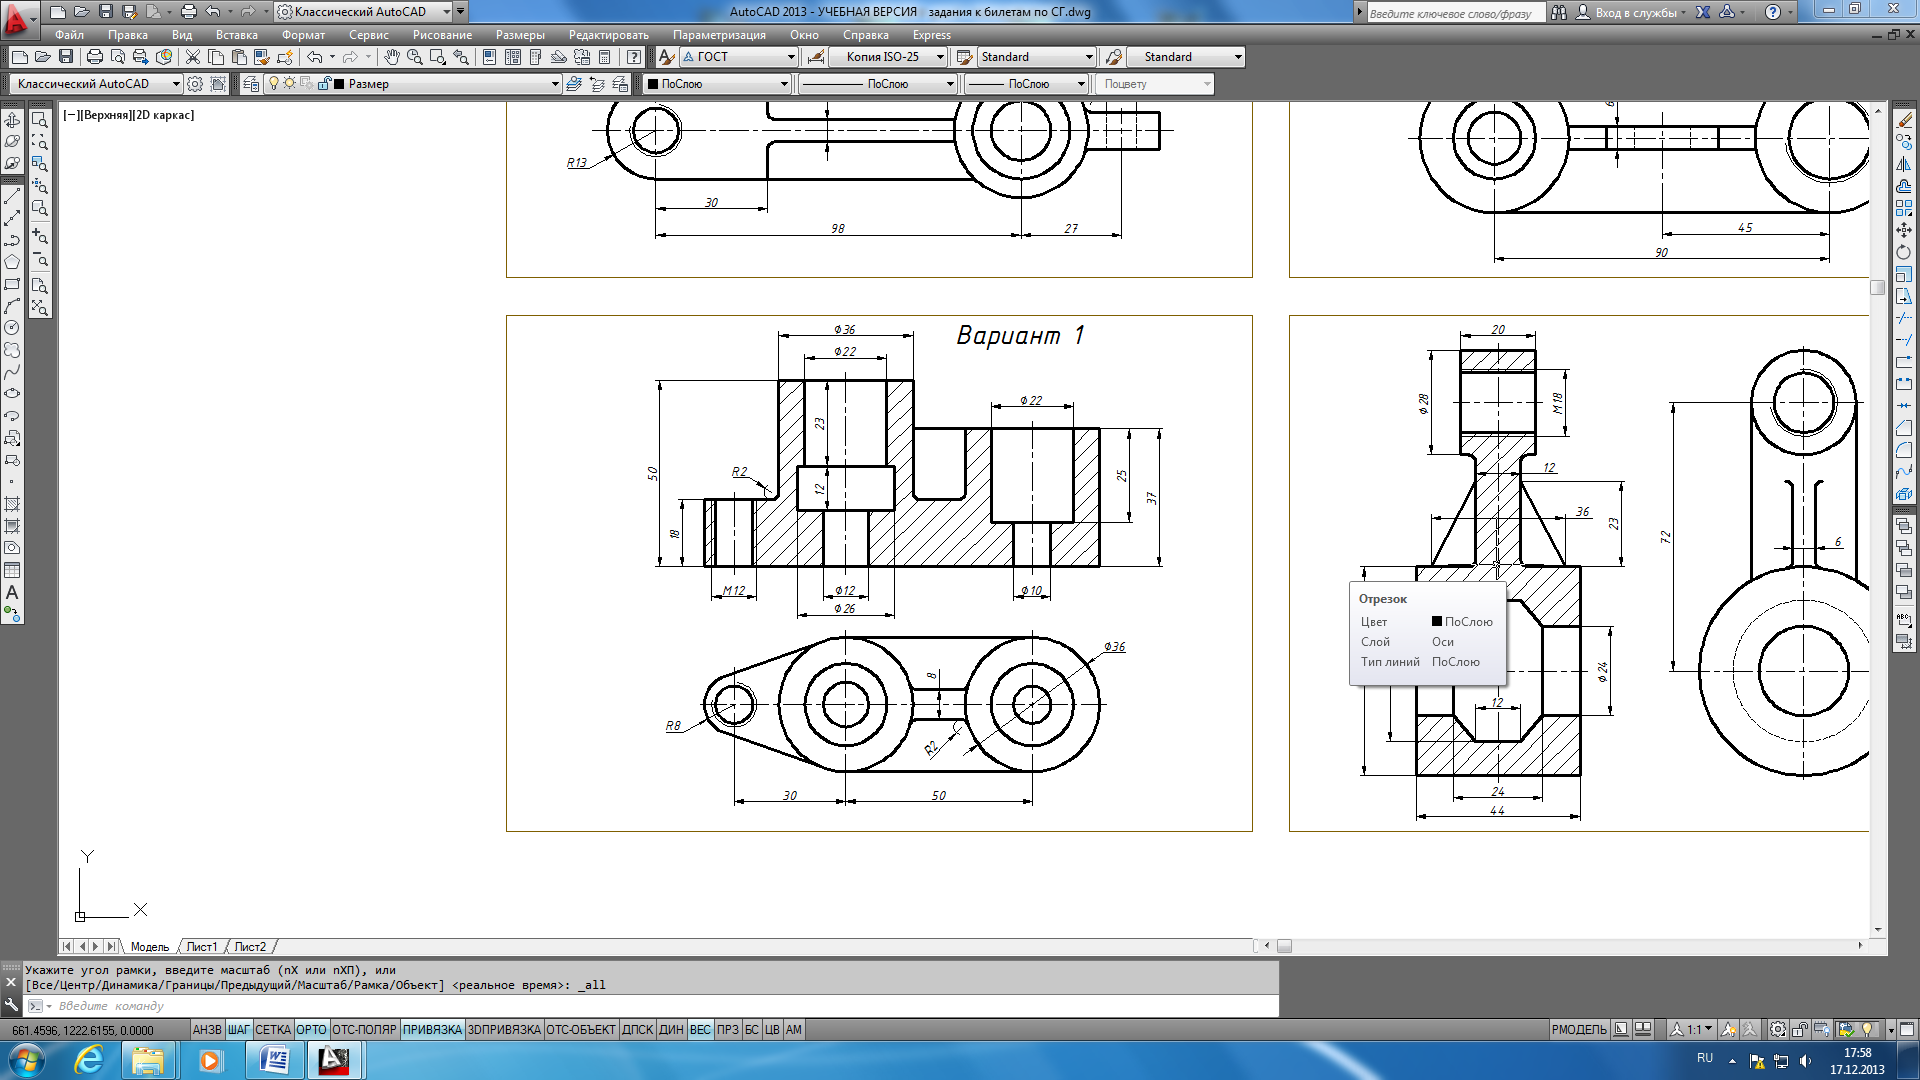 Классический AutoCAD
AutoCAD 2013 - УЧЕБНАЯ ВЕРСИЯ задания к билетам по СГ.dwg
Введите ключевое слово/фразу
Вход в службы
Файл Правка Вид Вставка Формат Сервис Рисование Размеры Редактировать Параметризация Окно Справка Express
ГОСТ Копия ISO-25 Standard Standard
Классический AutoCAD Размер ПоСлою ПоСлою ПоСлою Поцвету
[−][Верхняя][2D каркас]
R13
30
98
27
6
45
90
Вариант 1
Ф36
Ф22
Ф22
50
23
12
R2
18
25
37
M12
Ф12
Ф10
Ф26
Ф36
8
R8
R2
30
50
20
Ф28
M18
12
36
23
72
6
Отрезок
Цвет ПоСлою
Слой Оси
Тип линий ПоСлою
12
Ф24
24
44
Y
X
Модель Лист1 Лист2
Укажите угол рамки, введите масштаб (nX или nXП), или
[Все/Центр/Динамика/Границы/Предыдущий/Масштаб/Рамка/Объект] <реальное время>: _all
Введите команду
661.4596, 1222.6155, 0.0000 АНЗВ ШАГ СЕТКА ОРТО ОТС-ПОЛЯР ПРИВЯЗКА 3DПРИВЯЗКА ОТС-ОБЪЕКТ ДПСК ДИН ВЕС ПРЗ БС ЦВ АМ РМОДЕЛЬ 1:1
RU
17:58
17.12.2013